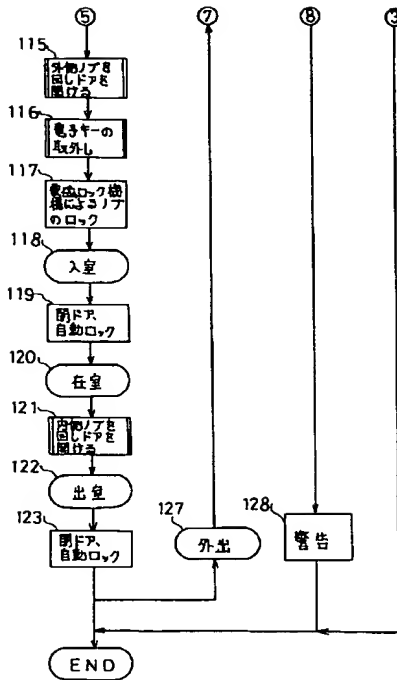 ⑤
⑦
⑧
③
115
外側ノブを
回しドアを
開ける
116
電子キーの
取外し
117
電磁ロック機
構によるノブ
のロック
118
入室
119
閉ドア、
自動ロック
120
在室
121
内側ノブを
回しドアを
開ける
122
出室
123
閉ドア、
自動ロック
127
外出
128
警告
END